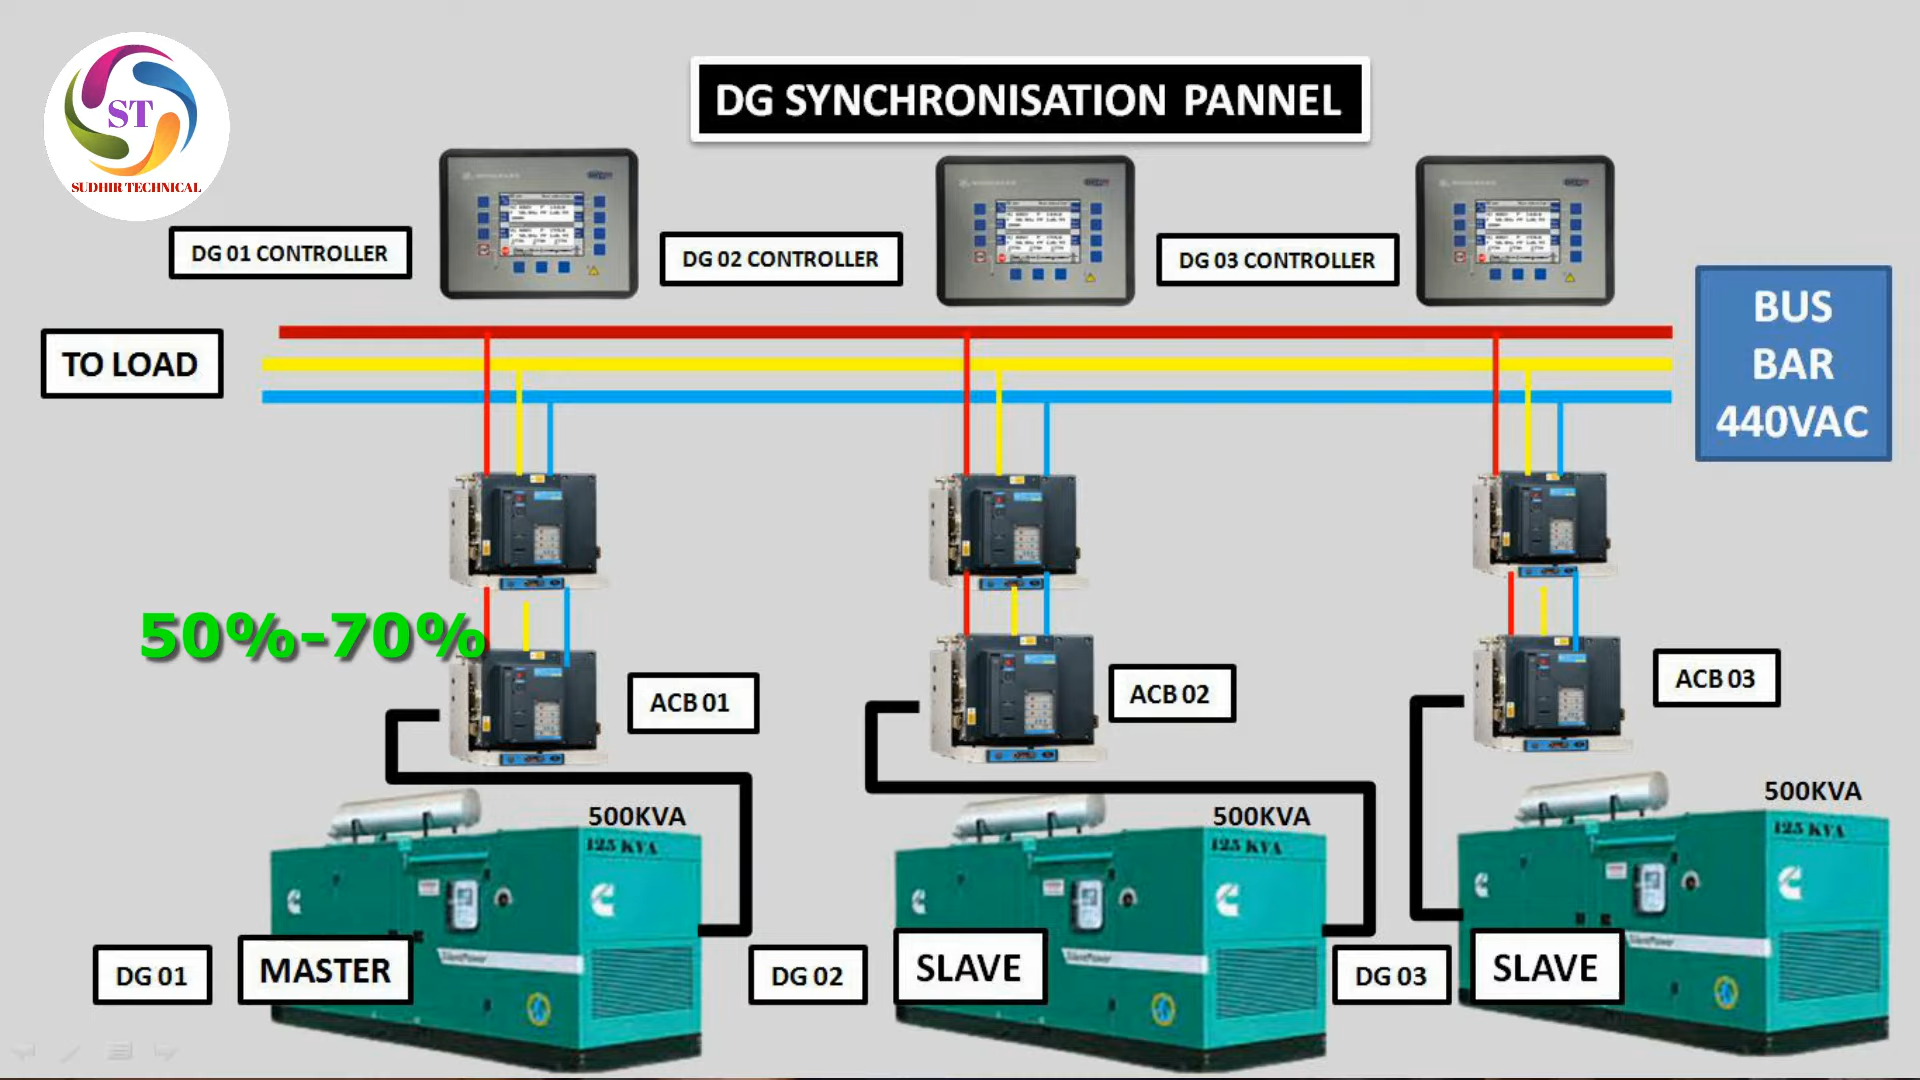 ST
SUDHIR TECHNICAL
DG SYNCHRONISATION PANNEL
DG 01 CONTROLLER
DG 02 CONTROLLER
DG 03 CONTROLLER
TO LOAD
BUS
BAR
440VAC
50%-70%
ACB 01
ACB 02
ACB 03
500KVA
125 KVA
500KVA
125 KVA
500KVA
125 KVA
DG 01
MASTER
DG 02
SLAVE
DG 03
SLAVE